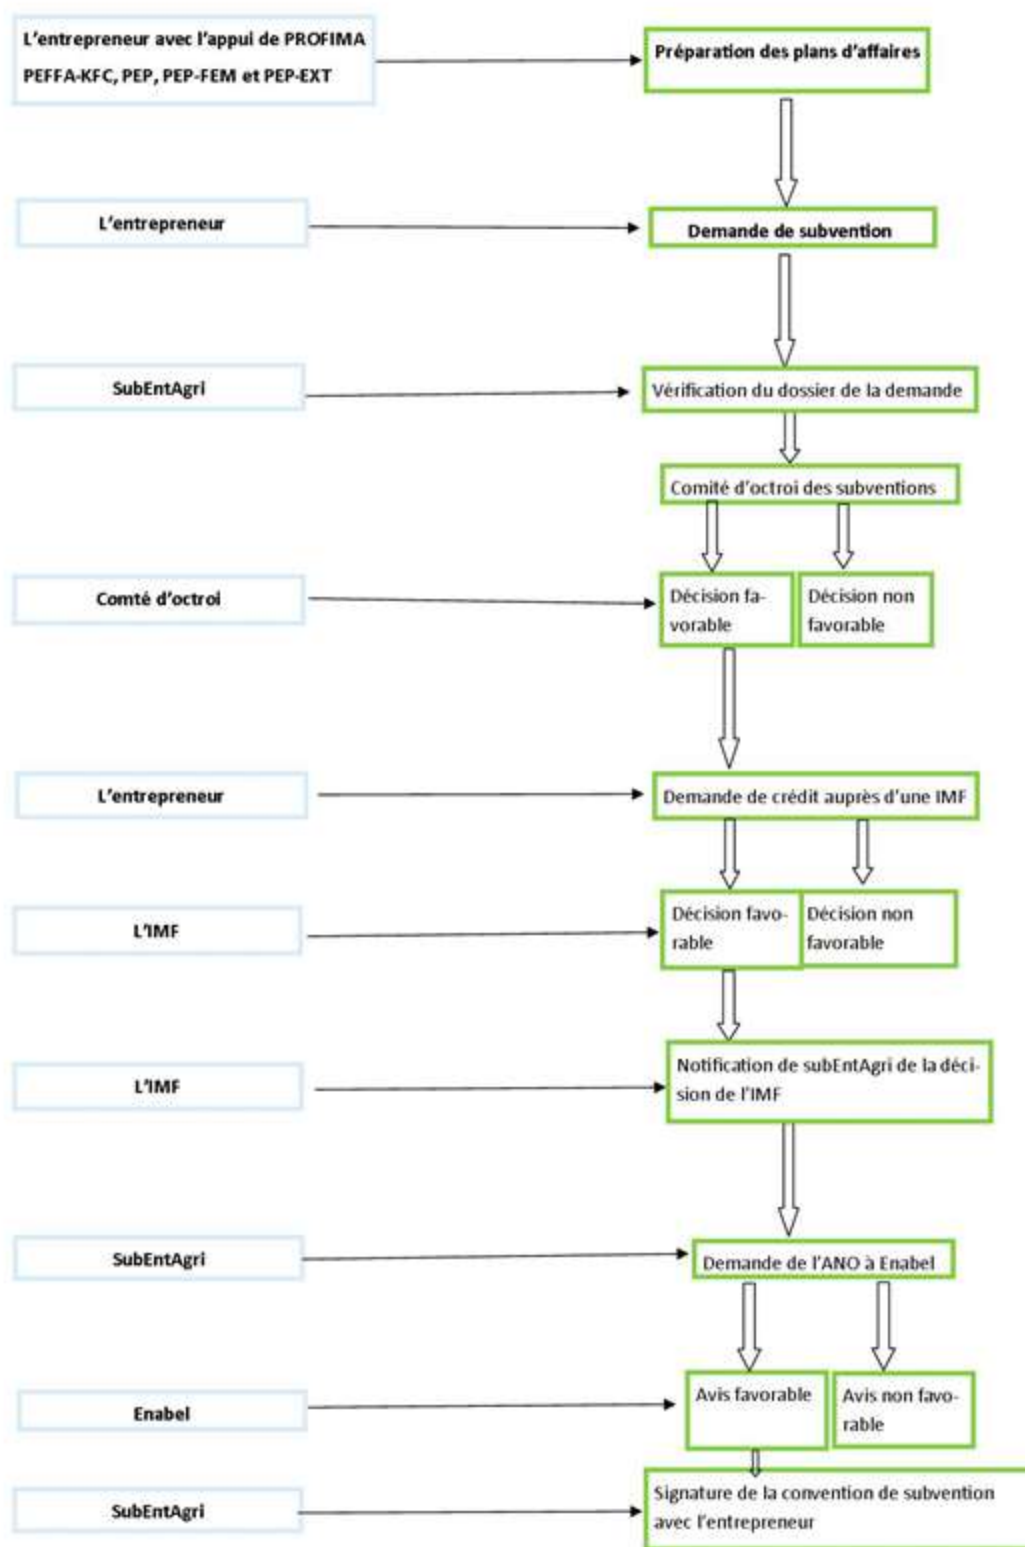 L'entrepreneur avec l'appui de PROFIMA
PEFFA-KFC, PEP, PEP-FEM et PEP-EXT
Préparation des plans d'affaires
L'entrepreneur
Demande de subvention
SubEntAgri
Vérification du dossier de la demande
Comité d'octroi des subventions
Comté d'octroi
Décision fa-
vorable
Décision non
favorable
L'entrepreneur
Demande de crédit auprès d'une IMF
L'IMF
Décision favo-
rable
Décision non
favorable
L'IMF
Notification de subEntAgri de la déci-
sion de l'IMF
SubEntAgri
Demande de l'ANO à Enabel
Enabel
Avis favorable
Avis non favo-
rable
SubEntAgri
Signature de la convention de subvention
avec l'entrepreneur